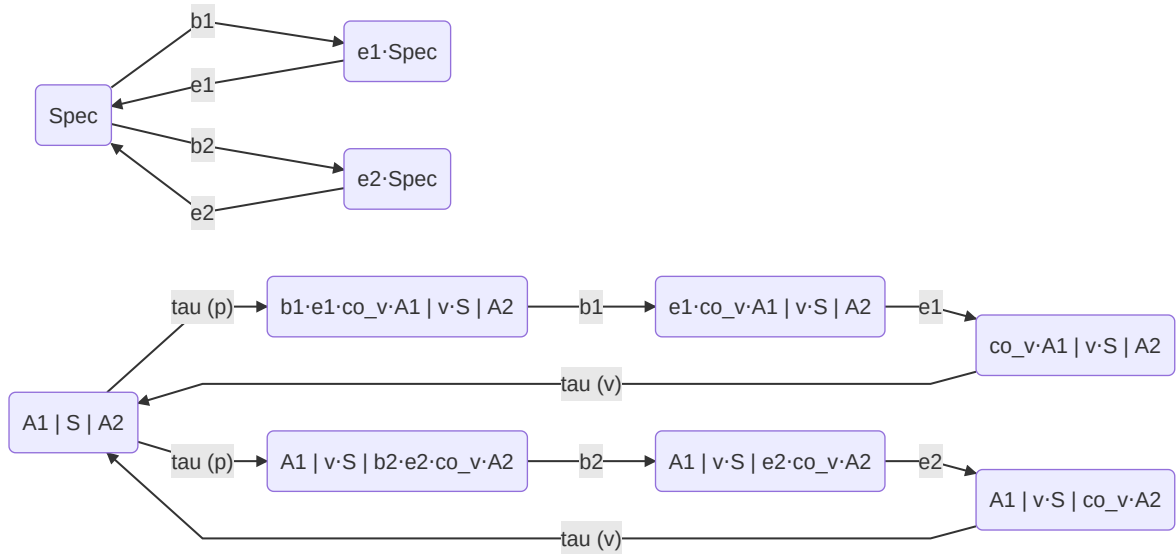 b1
e1·Spec
e1
Spec
b2
e2·Spec
e2
tau (p)
b1·e1·co_v·A1 | v·S | A2
b1
e1·co_v·A1 | v·S | A2
e1
co_v·A1 | v·S | A2
tau (v)
A1 | S | A2
tau (p)
A1 | v·S | b2·e2·co_v·A2
b2
A1 | v·S | e2·co_v·A2
e2
A1 | v·S | co_v·A2
tau (v)